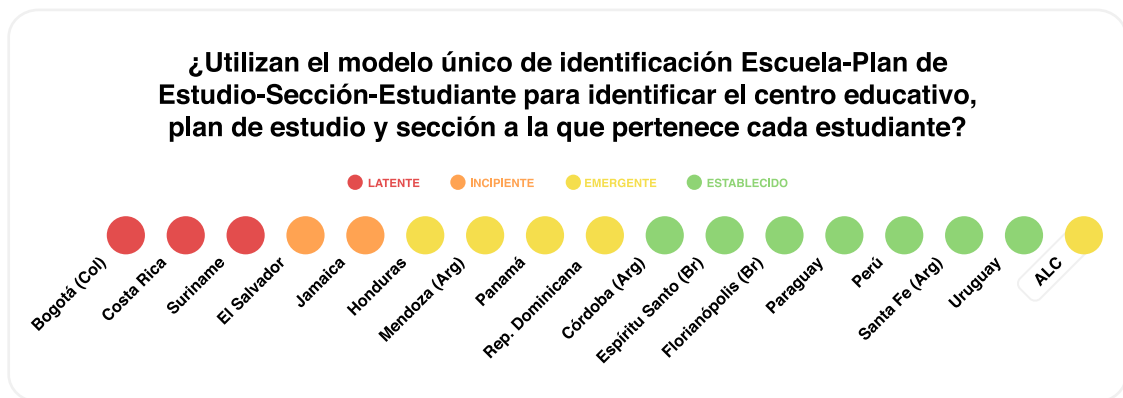 ¿Utilizan el modelo único de identificación Escuela-Plan de
Estudio-Sección-Estudiante para identificar el centro educativo,
plan de estudio y sección a la que pertenece cada estudiante?
LATENTE INCIPIENTE EMERGENTE ESTABLECIDO
Bogotá (Col)
Costa Rica
Suriname
El Salvador
Jamaica
Honduras
Mendoza (Arg)
Panamá
Rep. Dominicana
Córdoba (Arg)
Espíritu Santo (Br)
Florianópolis (Br)
Paraguay
Perú
Santa Fe (Arg)
Uruguay
ALC